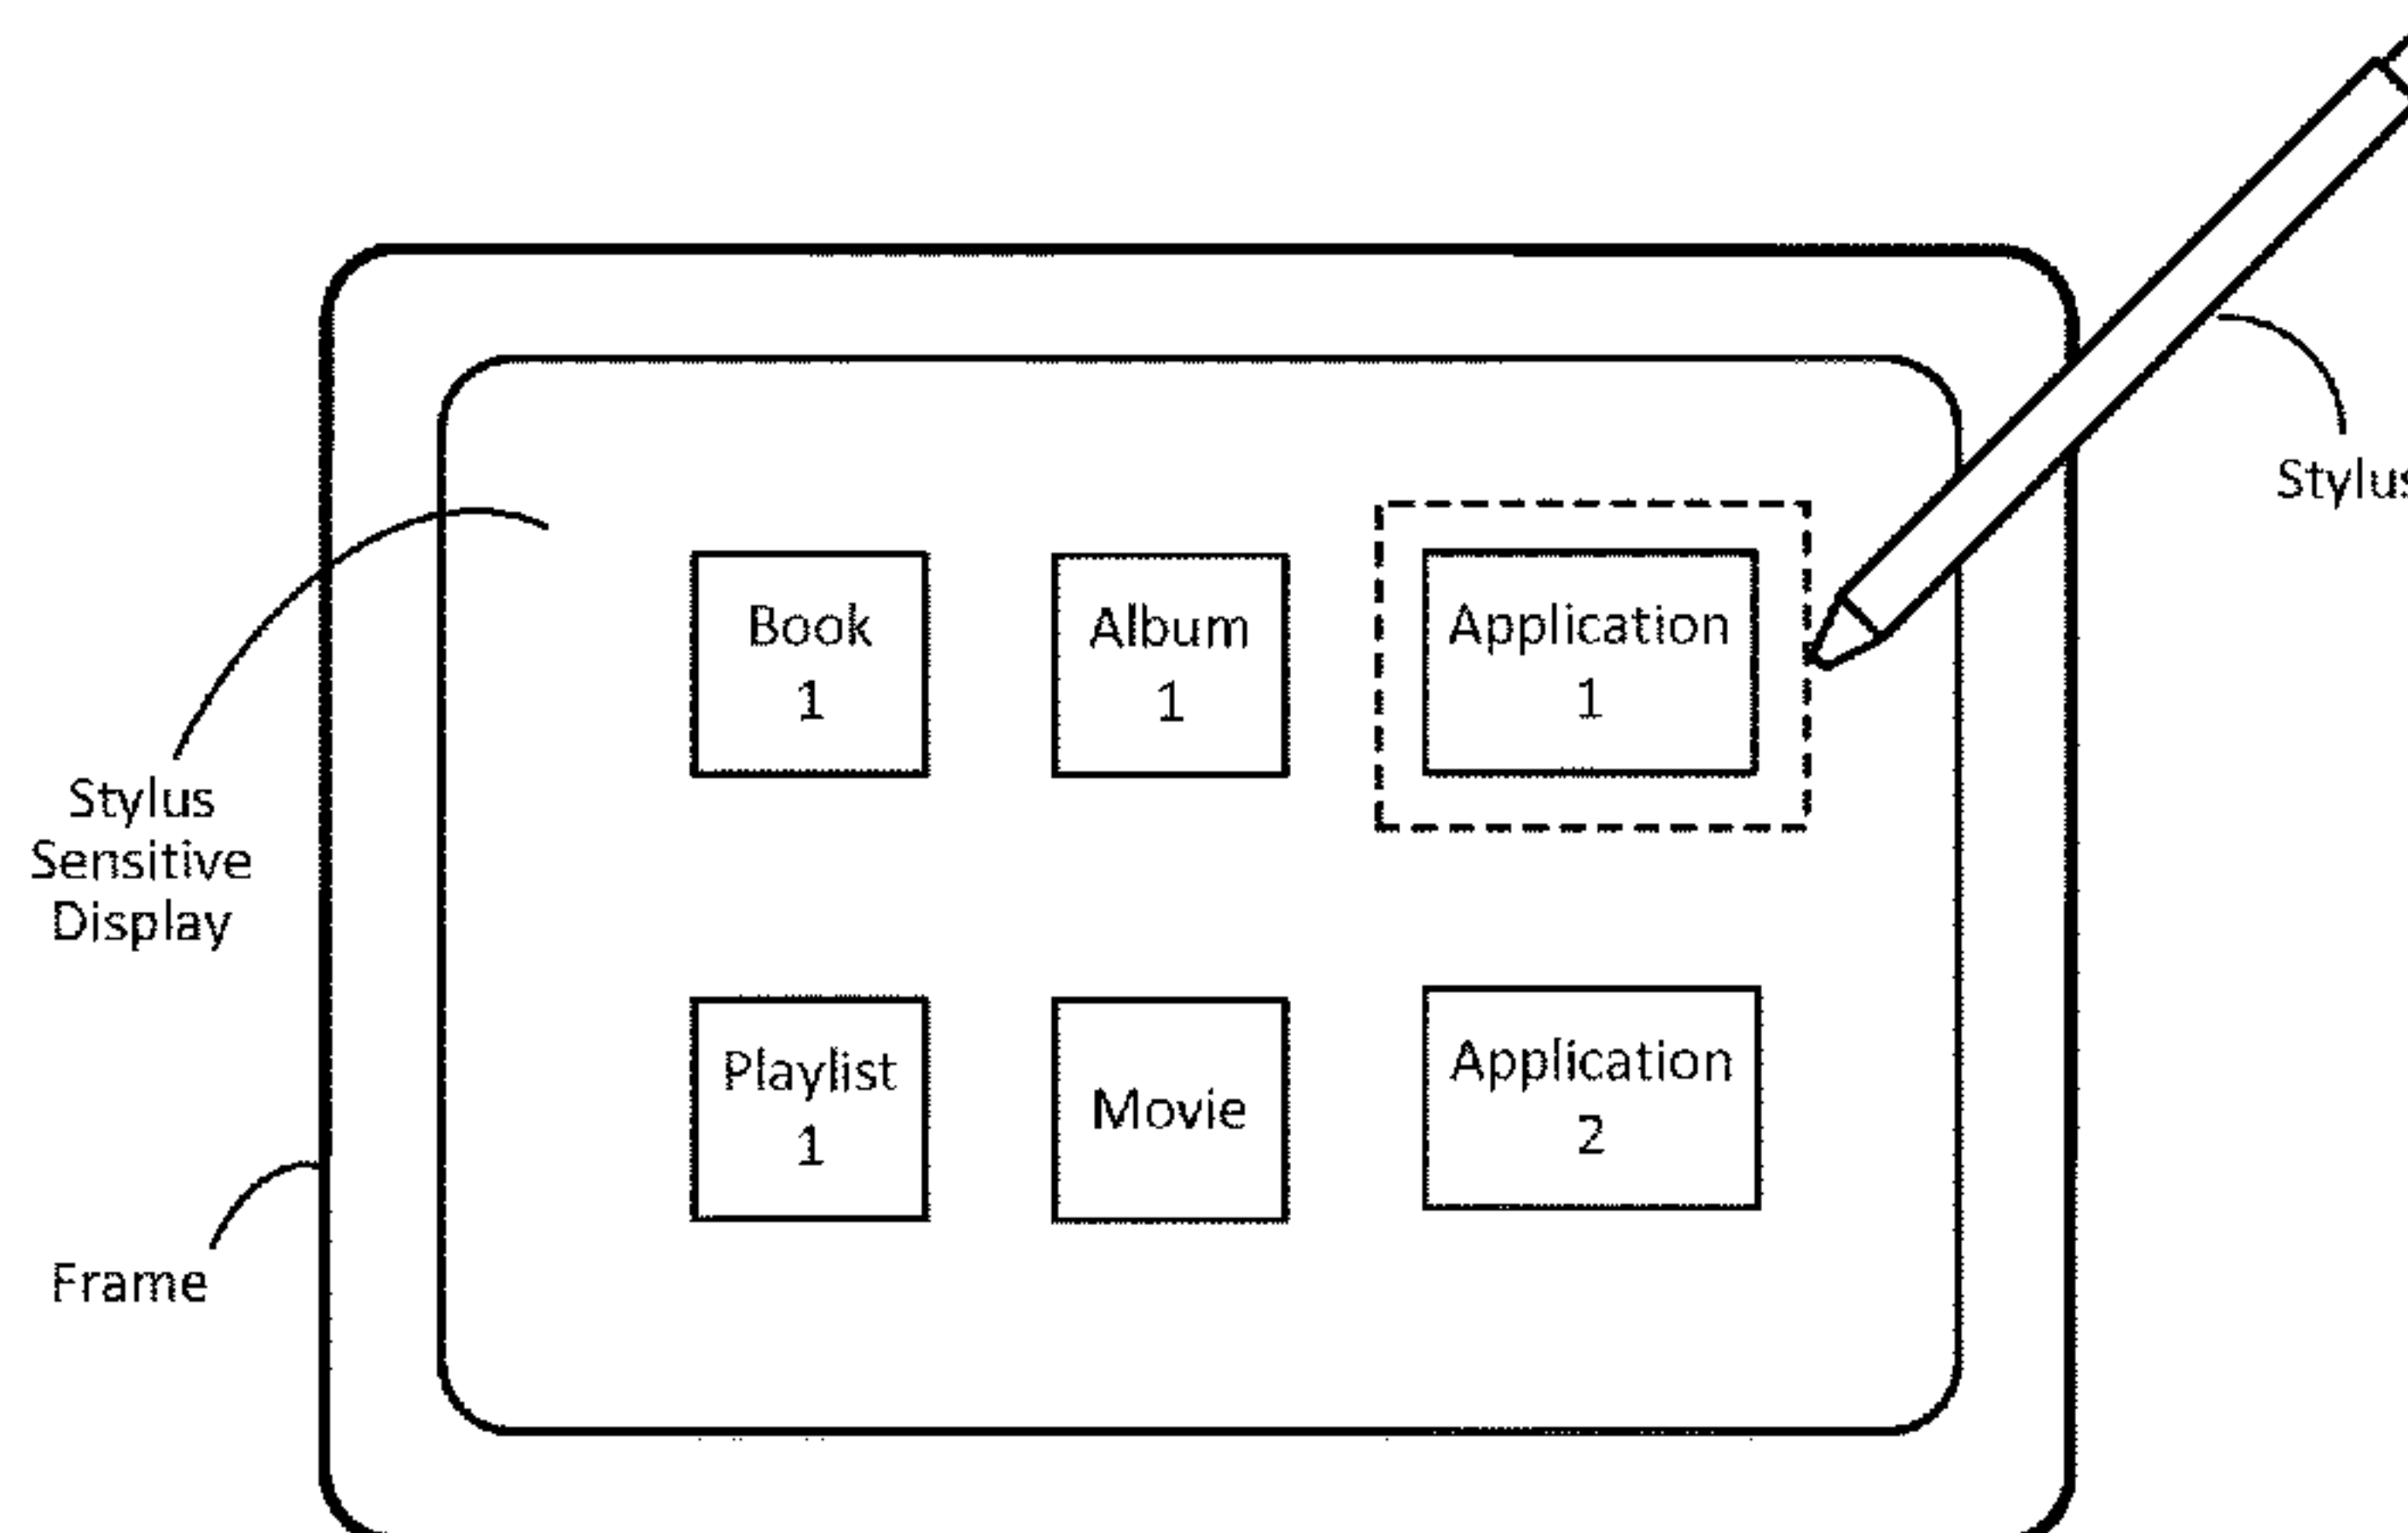 Stylus
Book
1
Album
1
Application
1
Stylus
Sensitive
Display
Playlist
1
Movie
Application
2
Frame